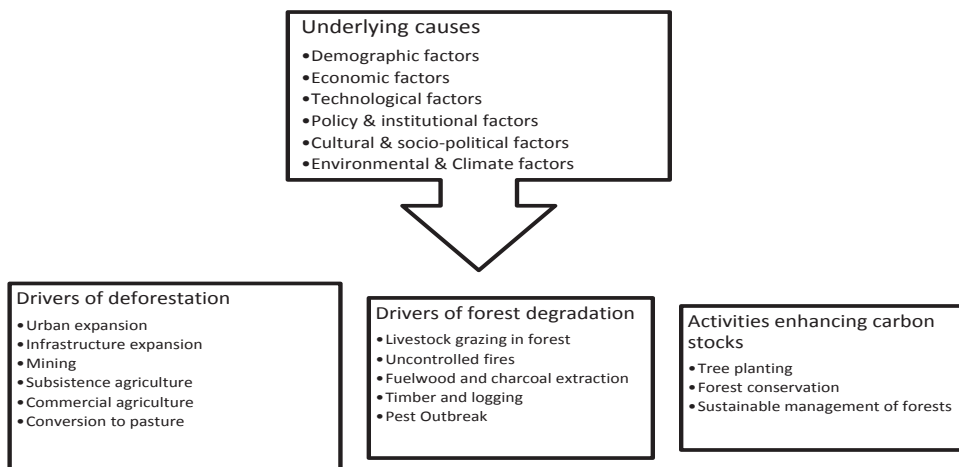 Underlying causes
•Demographic factors
•Economic factors
•Technological factors
•Policy & institutional factors
•Cultural & socio-political factors
•Environmental & Climate factors
Drivers of deforestation
•Urban expansion
•Infrastructure expansion
•Mining
•Subsistence agriculture
•Commercial agriculture
•Conversion to pasture
Drivers of forest degradation
•Livestock grazing in forest
•Uncontrolled fires
•Fuelwood and charcoal extraction
•Timber and logging
•Pest Outbreak
Activities enhancing carbon
stocks
•Tree planting
•Forest conservation
•Sustainable management of forests